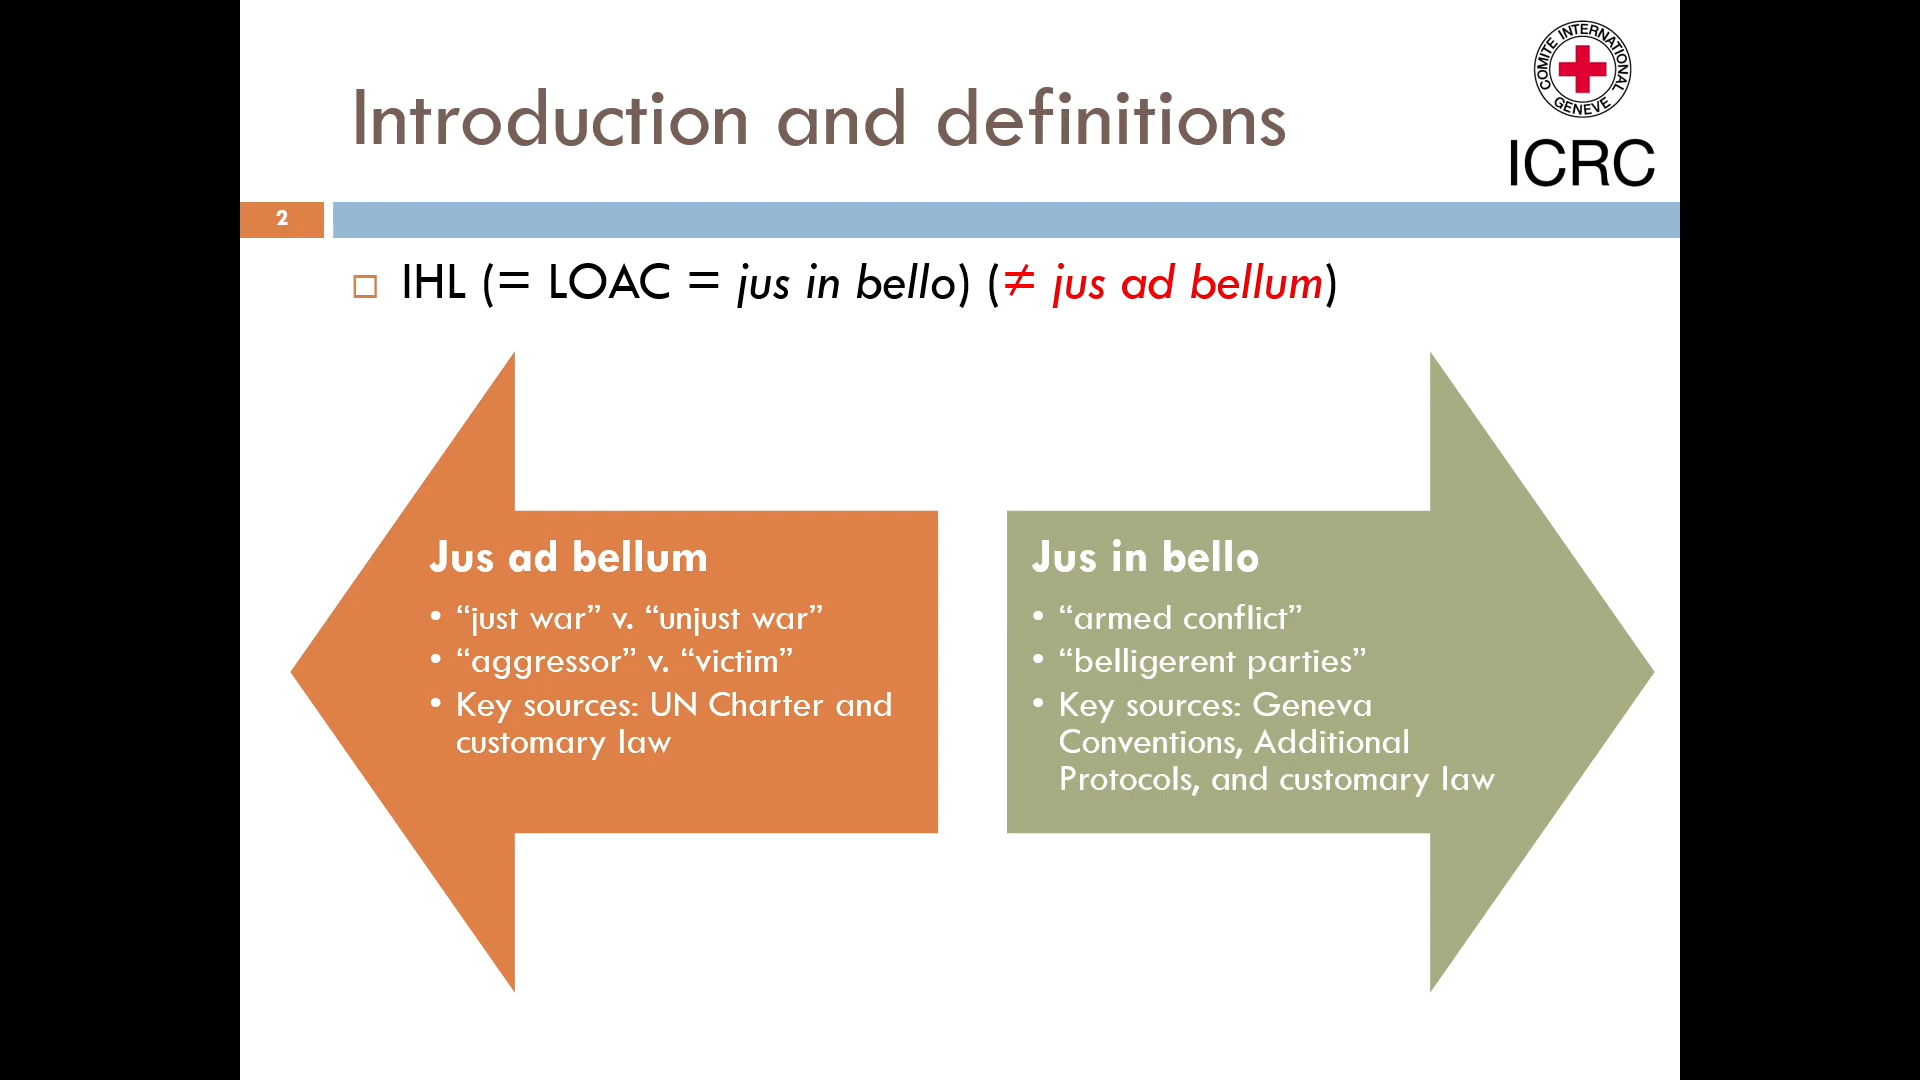 COMITE INTERNATIONAL
GENEVE
ICRC
Introduction and definitions
2
IHL (= LOAC = jus in bello) (≠ jus ad bellum)
Jus ad bellum
• “just war” v. “unjust war”
• “aggressor” v. “victim”
• Key sources: UN Charter and
customary law
Jus in bello
• “armed conflict”
• “belligerent parties”
• Key sources: Geneva
Conventions, Additional
Protocols, and customary law